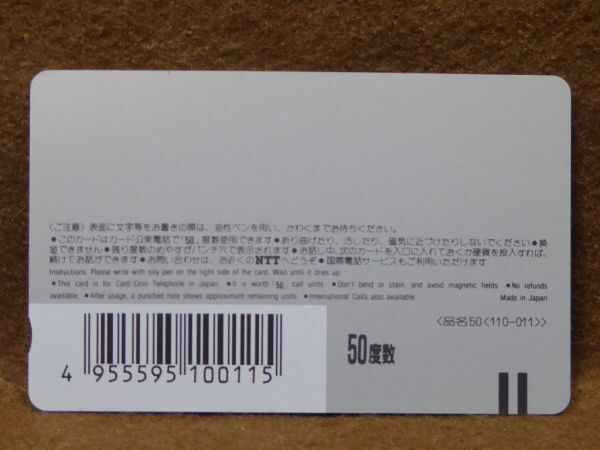 〈ご注意〉表面に文字等をお書きの際は、油性ペンを用い、かわくまでお待ちください。
●このカードはカード公衆電話で「50」度数使用できます●折り曲げたり、汚したり、磁気に近づけたりしないでください●換
金できません●残り度数のめやすがパンチ穴で表示されます●お話し中、次のカードを入口に入れておくか硬貨を投入すれば、
続けてお話ができます●お問い合わせは、お近くのNTTへどうぞ●国際電話サービスもご利用いただけます
Instructions. Please write with oily pen on the right side of the card. Wait until it dries up.
■This card is for Card/Coin Telephone in Japan. ■It is worth「50」call units. ■Don't bend or stain, and avoid magnetic fields. ■No refunds
available. ■After usage, a punched hole shows approximate remaining units. ■International Calls also available. Made in Japan
〈品名50〈110-011〉〉
50度数
4 955595 100115